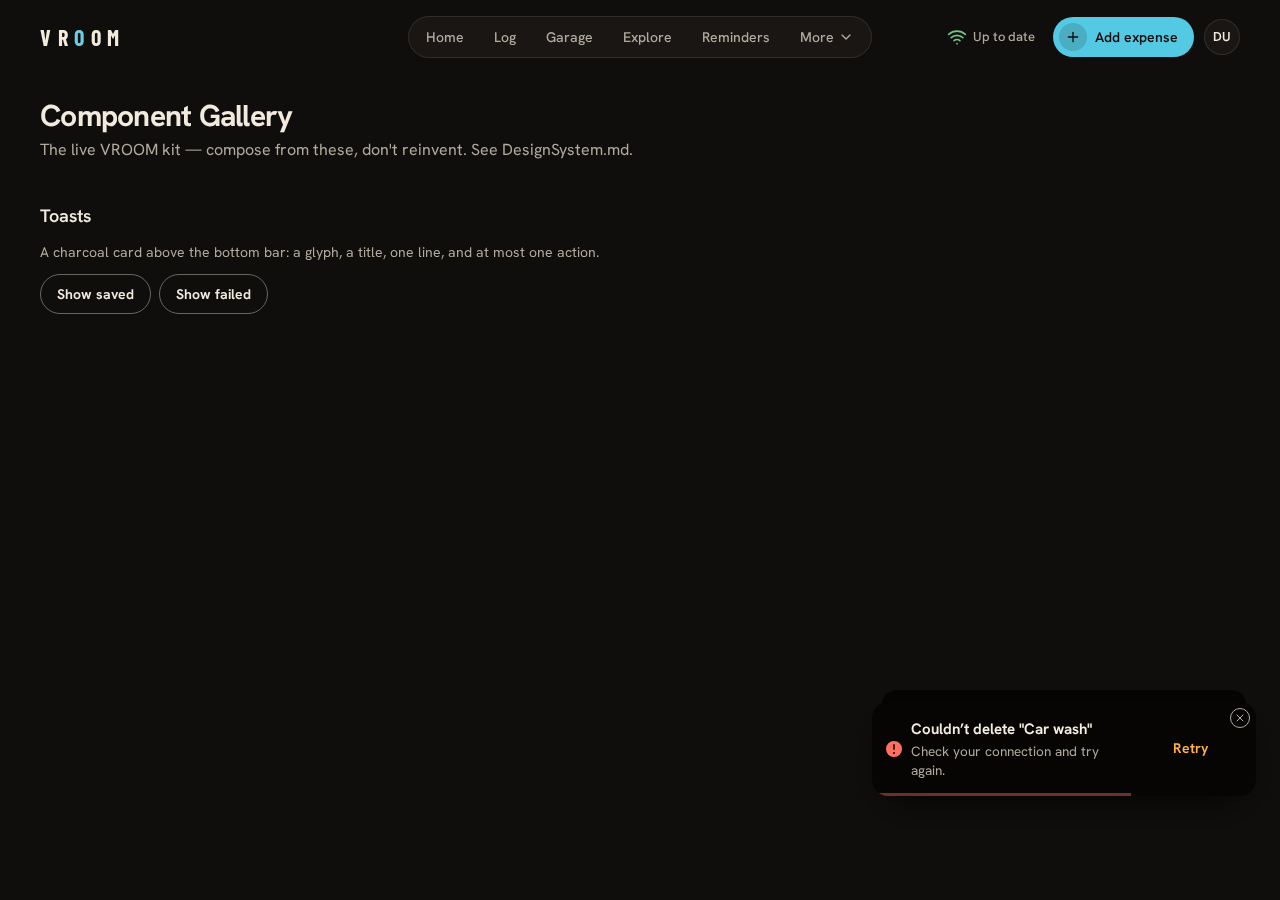 VROOM
Home
Log
Garage
Explore
Reminders
More
Up to date
Add expense
DU
Component Gallery
The live VROOM kit — compose from these, don't reinvent. See DesignSystem.md.
Toasts
A charcoal card above the bottom bar: a glyph, a title, one line, and at most one action.
Show saved
Show failed
Couldn’t delete "Car wash"
Check your connection and try
again.
Retry